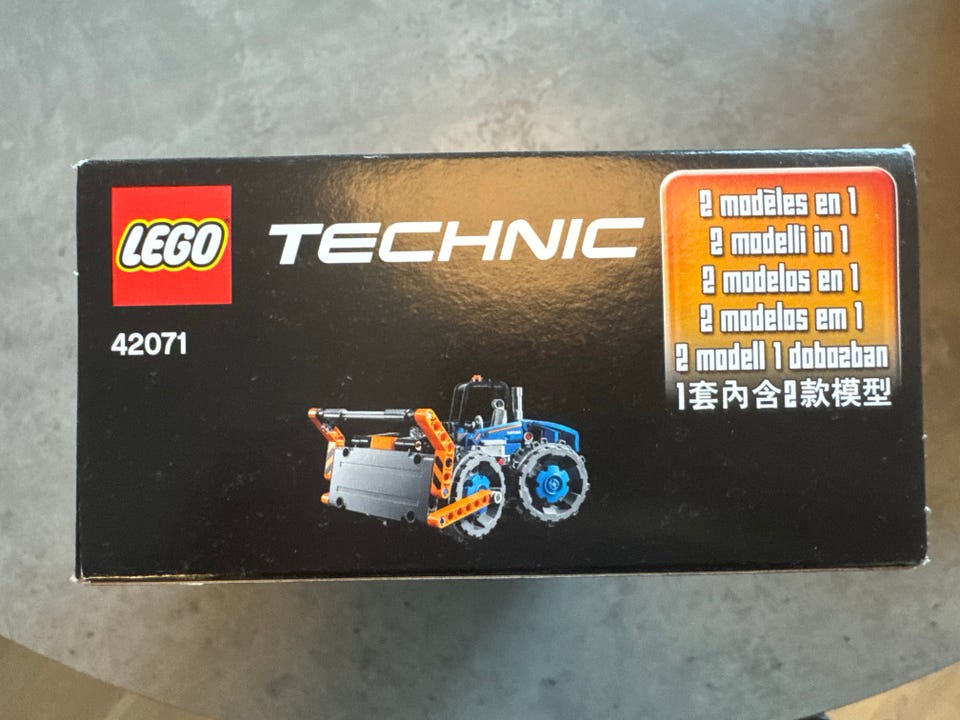 LEGO
TECHNIC
42071
2 modèles en 1
2 modelli in 1
2 modelos en 1
2 modelos em 1
2 modell 1 dobozban
1套內含2款模型